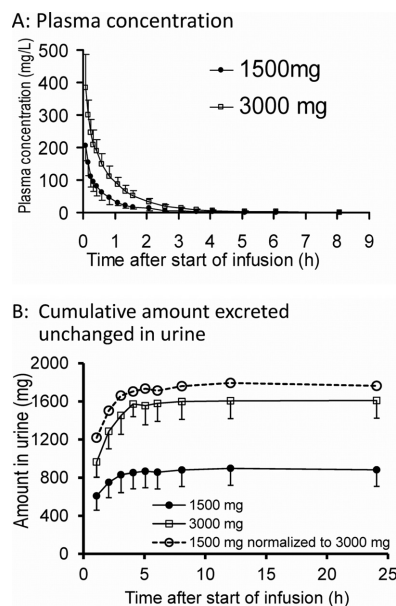 A: Plasma concentration
Plasma concentration (mg/L)
500
400
300
200
100
0
1500mg
3000 mg
0 1 2 3 4 5 6 7 8 9
Time after start of infusion (h)
B: Cumulative amount excreted
unchanged in urine
Amount in urine (mg)
2000
1600
1200
800
400
0
1500 mg
3000 mg
1500 mg normalized to 3000 mg
0 5 10 15 20 25
Time after start of infusion (h)